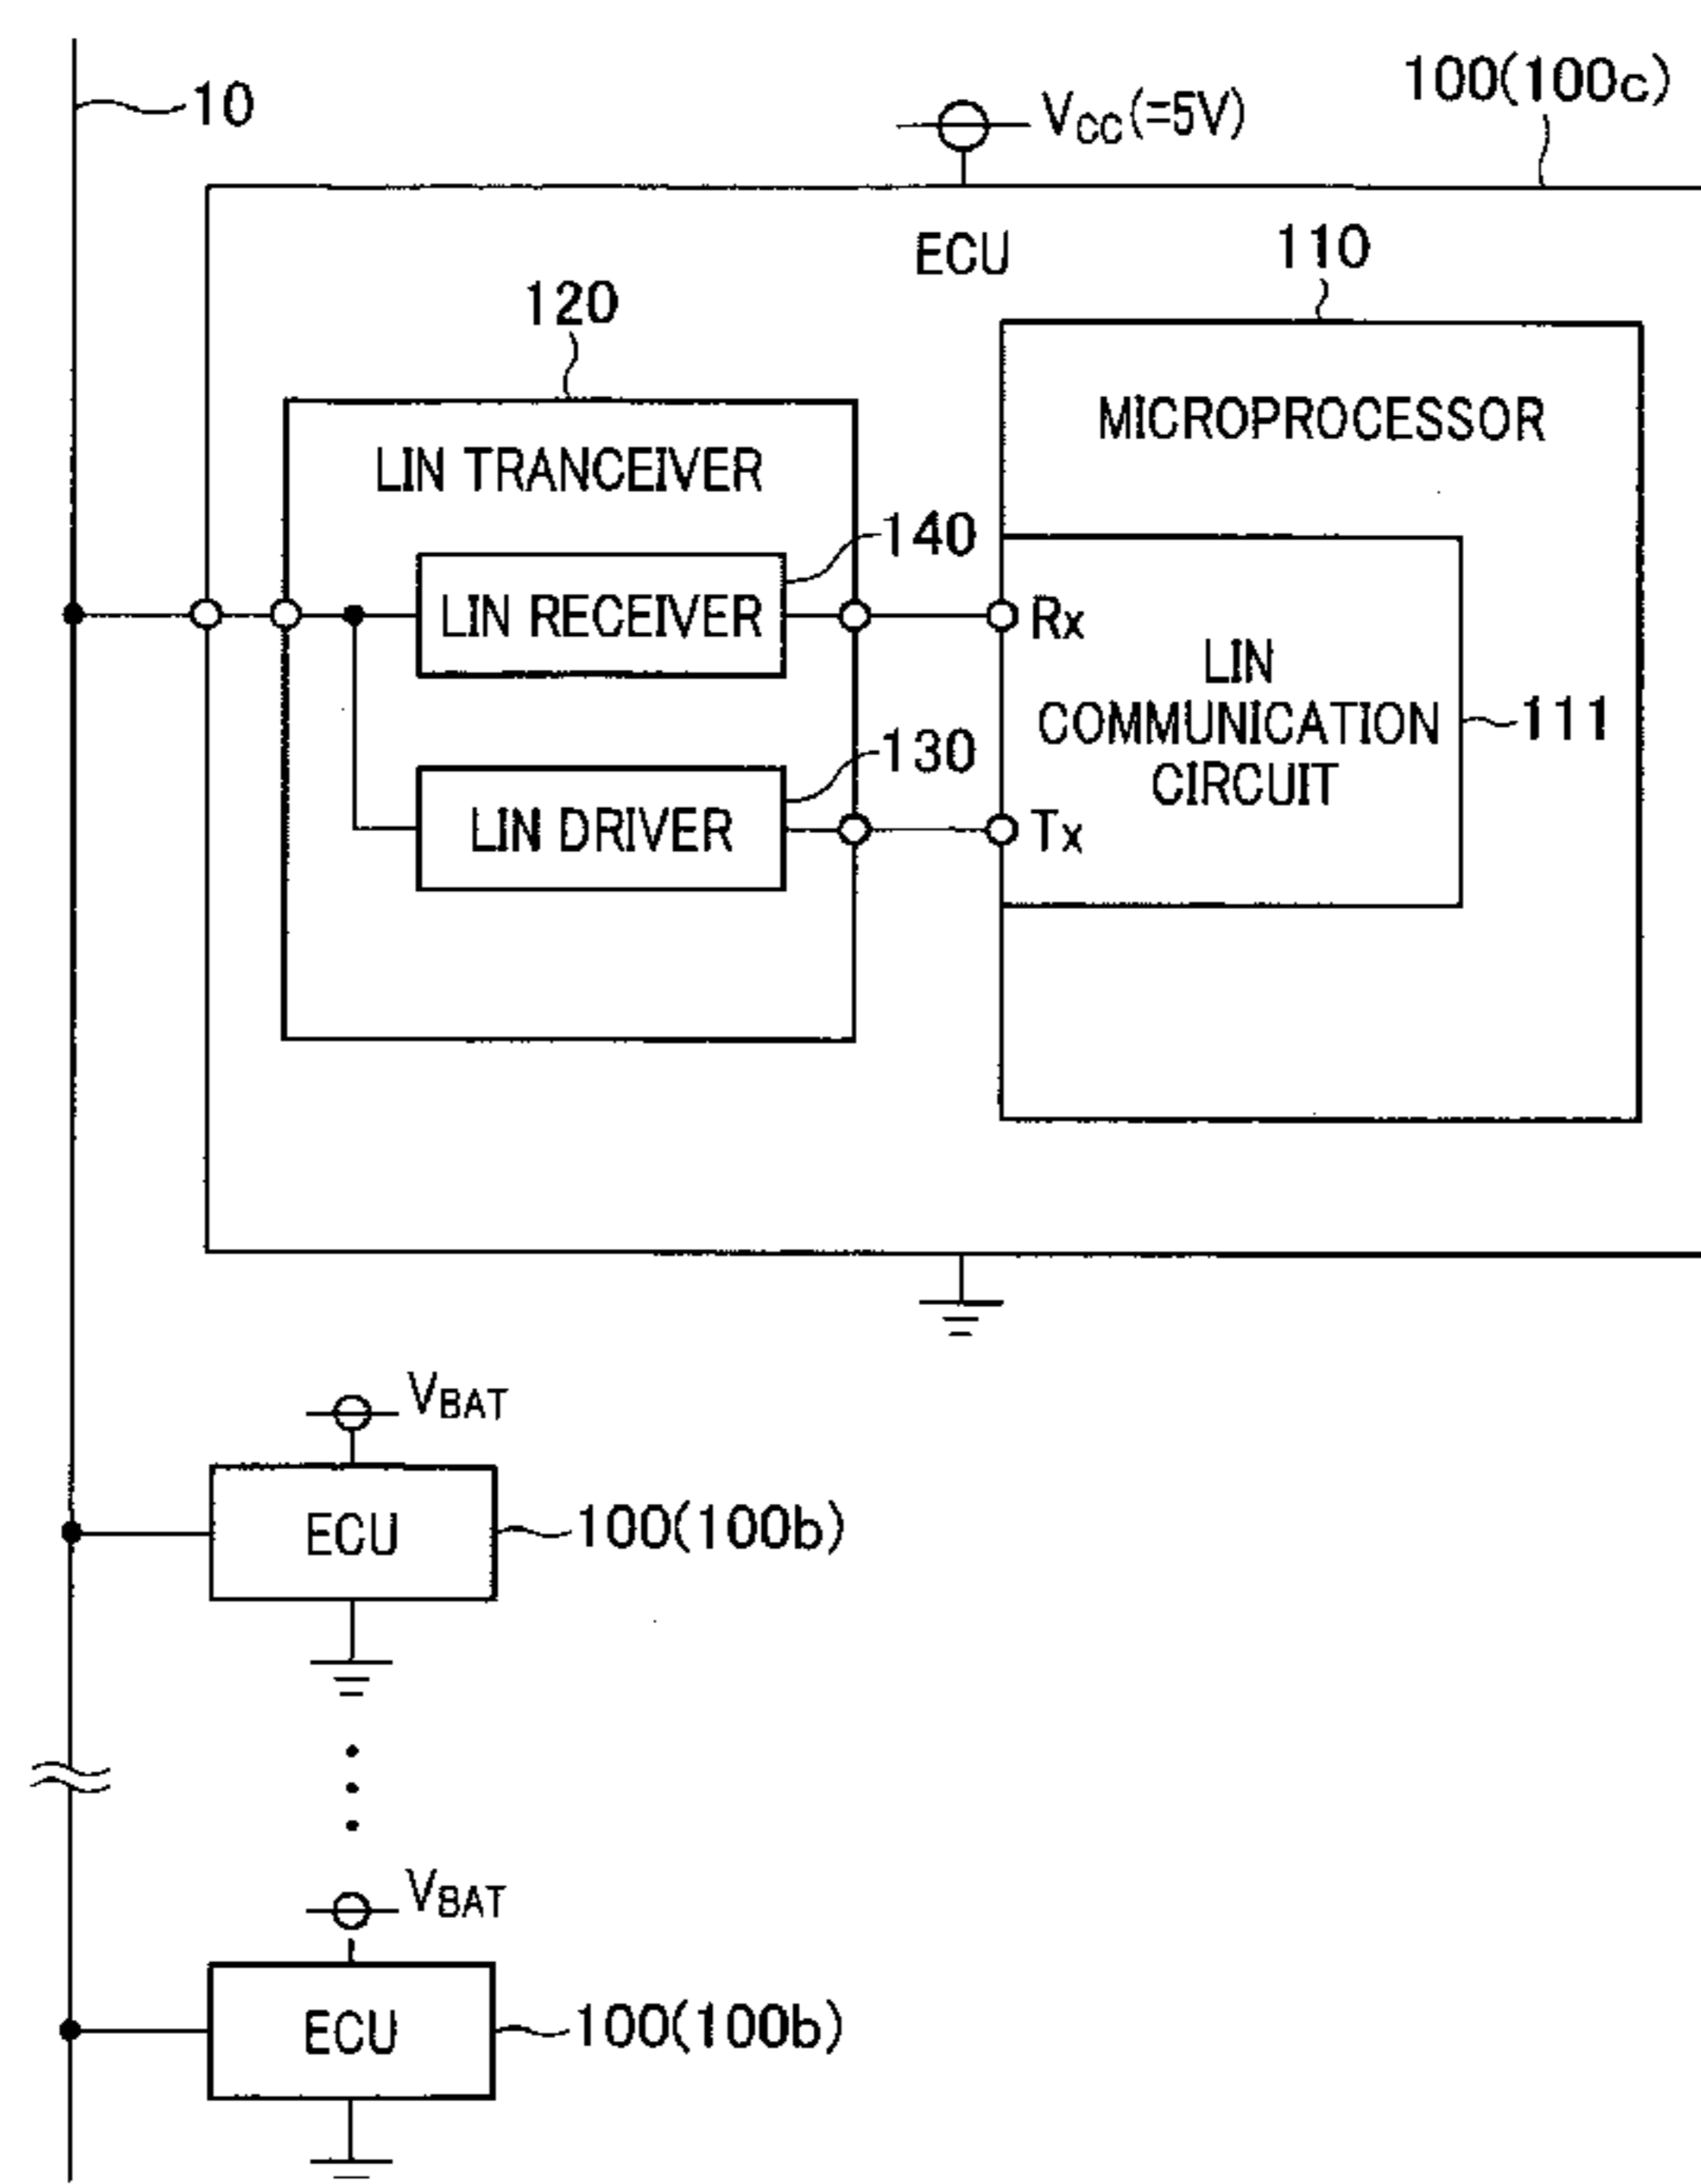 10
VCC(=5V)
100(100c)
ECU
110
120
MICROPROCESSOR
LIN TRANCEIVER
140
LIN RECEIVER
Rx
LIN
COMMUNICATION
CIRCUIT
111
130
LIN DRIVER
Tx
VBAT
ECU
100(100b)
VBAT
ECU
100(100b)